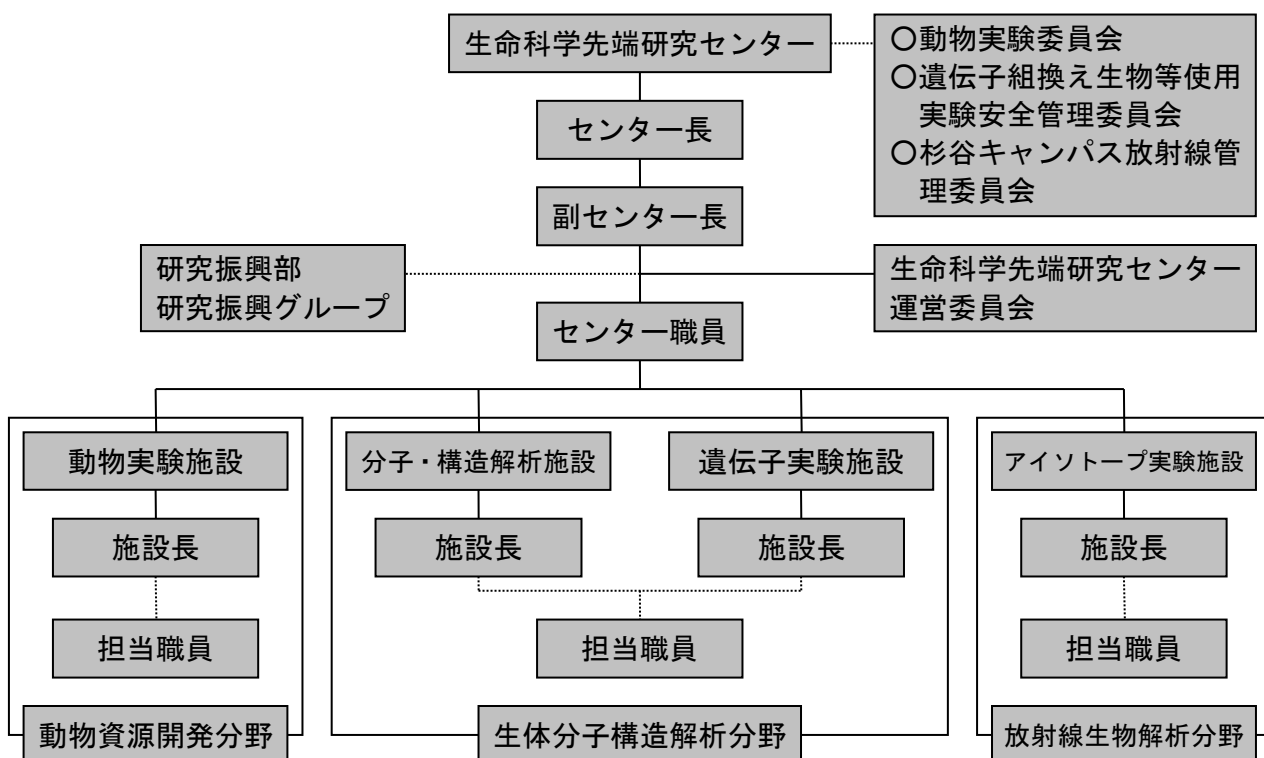 生命科学先端研究センター
〇動物実験委員会
〇遺伝子組換え生物等使用
実験安全管理委員会
〇杉谷キャンパス放射線管
理委員会
センター長
副センター長
研究振興部
研究振興グループ
生命科学先端研究センター
運営委員会
センター職員
動物実験施設
分子・構造解析施設
遺伝子実験施設
アイソトープ実験施設
施設長
施設長
施設長
施設長
担当職員
担当職員
担当職員
動物資源開発分野
生体分子構造解析分野
放射線生物解析分野